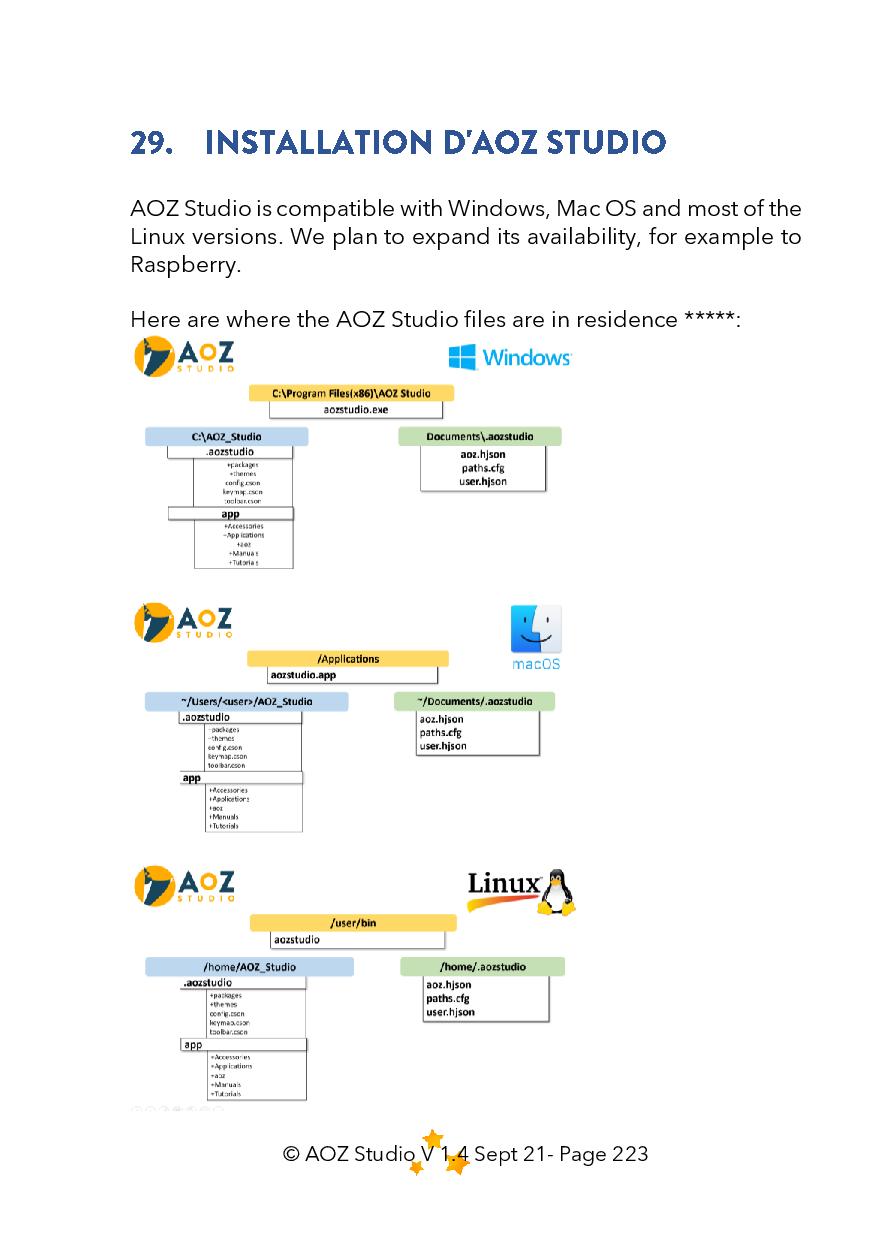 29. INSTALLATION D'AOZ STUDIO
AOZ Studio is compatible with Windows, Mac OS and most of the
Linux versions. We plan to expand its availability, for example to
Raspberry.
Here are where the AOZ Studio files are in residence *****:
AOZ
STUDIO
Windows
C:\Program Files(x86)\AOZ Studio
aozstudio.exe
C:\AOZ_Studio
.aozstudio
+packages
+themes
config.cson
keymap.cson
toolbar.cson
app
+Accessories
+Applications
+aoz
+Manuals
+Tutorials
Documents\.aozstudio
aoz.hjson
paths.cfg
user.hjson
AOZ
STUDIO
macOS
/Applications
aozstudio.app
~/Users/<user>/AOZ_Studio
.aozstudio
+packages
+themes
config.cson
keymap.cson
toolbar.cson
app
+Accessories
+Applications
+aoz
+Manuals
+Tutorials
~/Documents/.aozstudio
aoz.hjson
paths.cfg
user.hjson
AOZ
STUDIO
Linux
/user/bin
aozstudio
/home/AOZ_Studio
.aozstudio
+packages
+themes
config.cson
keymap.cson
toolbar.cson
app
+Accessories
+Applications
+aoz
+Manuals
+Tutorials
/home/.aozstudio
aoz.hjson
paths.cfg
user.hjson
© AOZ Studio V 1.4 Sept 21- Page 223